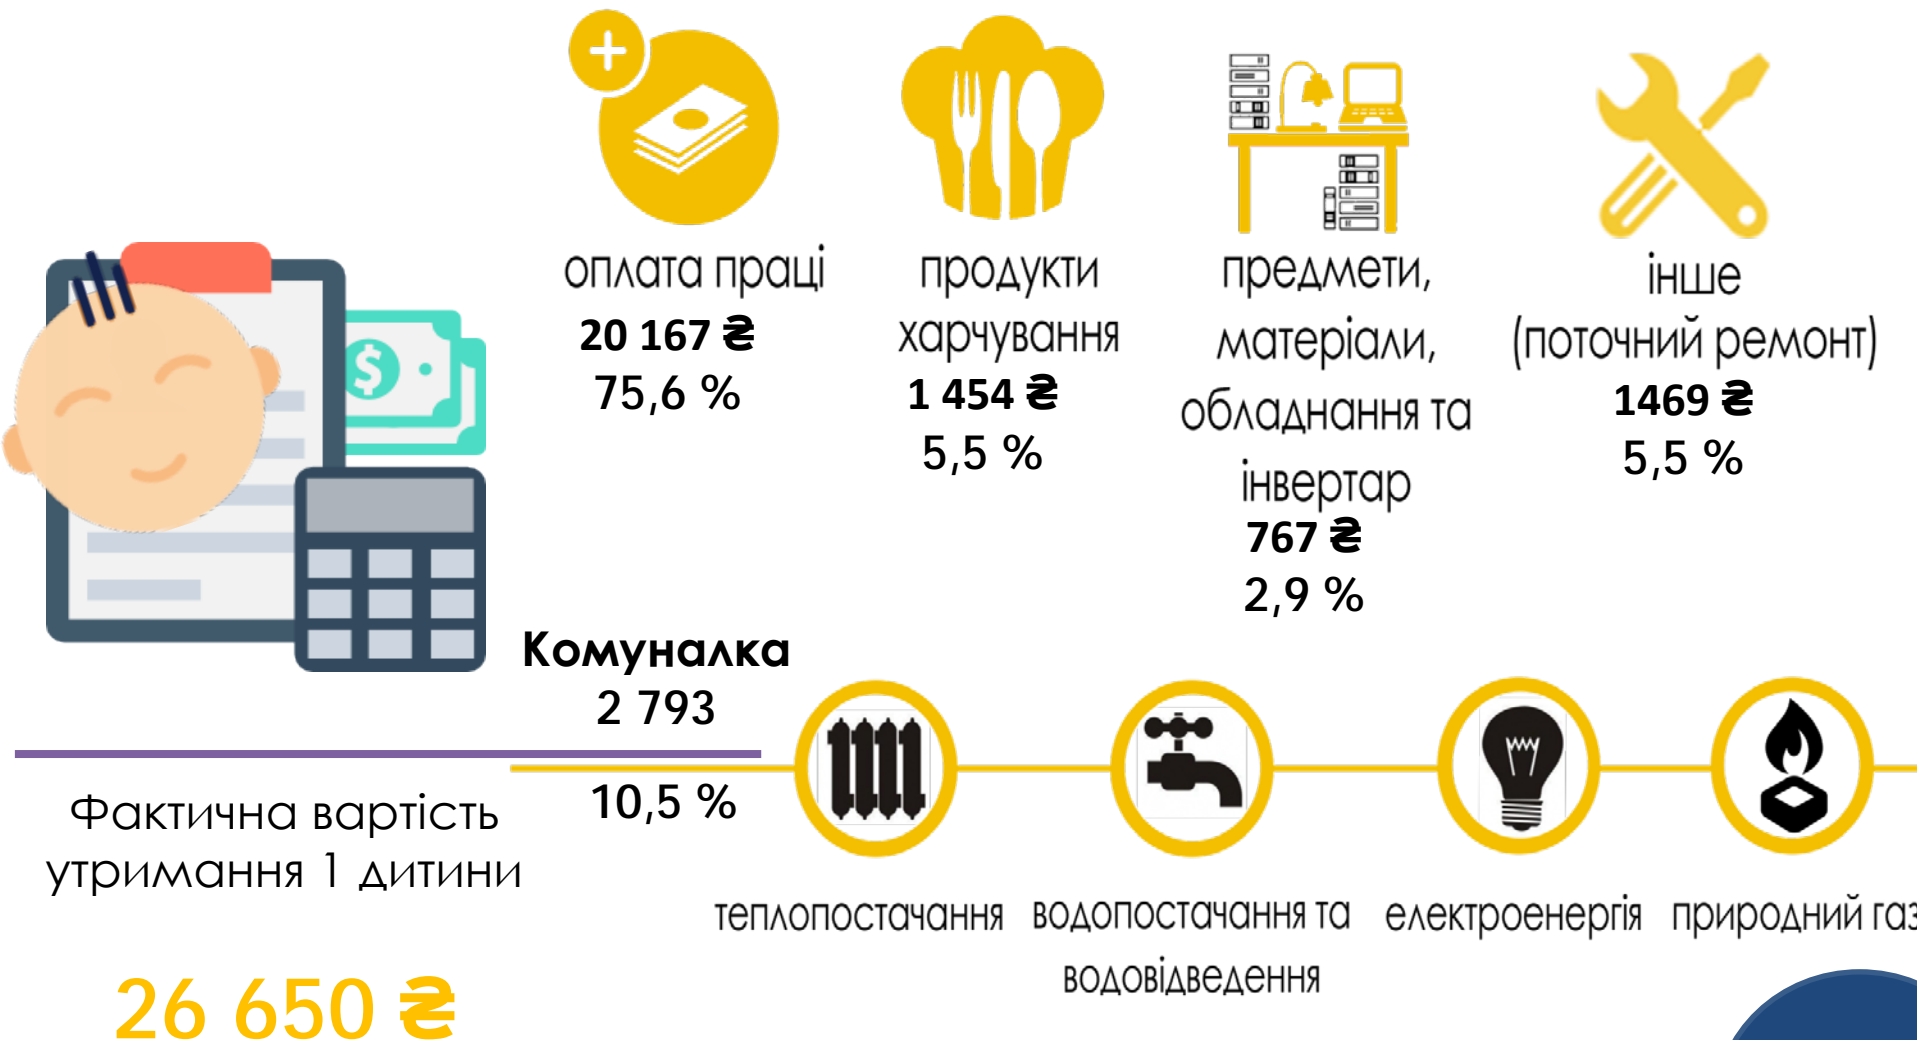 оплата праці
20 167 ₴
75,6 %
продукти
харчування
1 454 ₴
5,5 %
предмети,
матеріали,
обладнання та
інвертар
767 ₴
2,9 %
інше
(поточний ремонт)
1469 ₴
5,5 %
Комуналка
2 793
10,5 %
Фактична вартість
утримання 1 дитини
26 650 ₴
теплопостачання
водопостачання та
водовідведення
електроенергія
природний газ